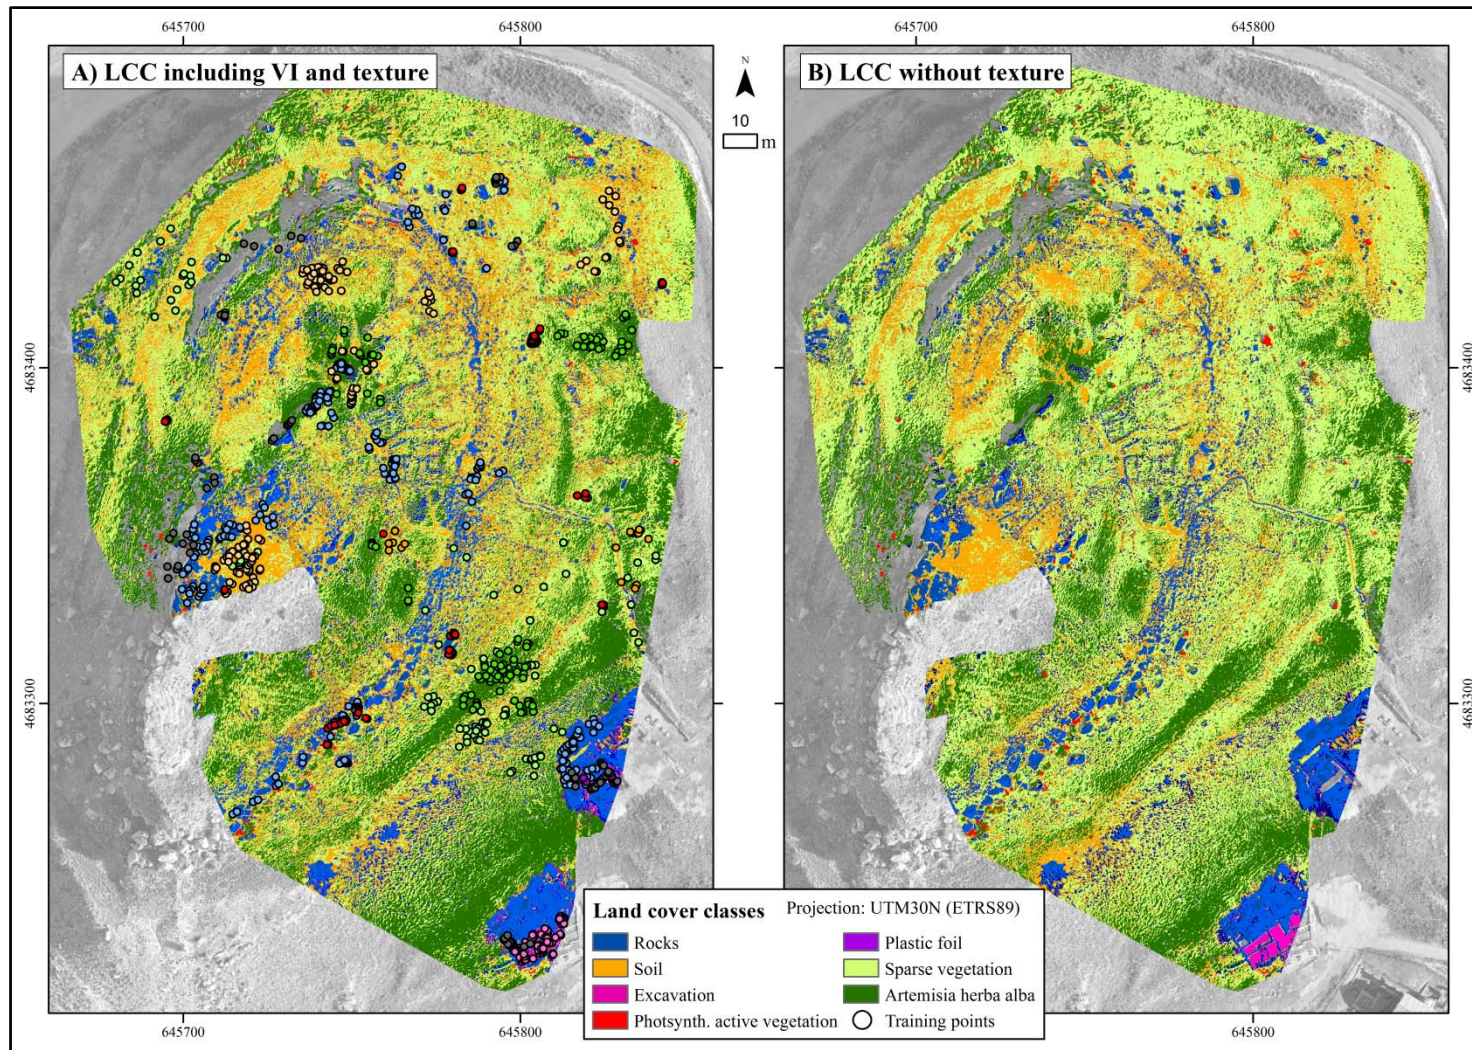 645700 645800 645700 645800
A) LCC including VI and texture
N
10
m
B) LCC without texture
4683400
4683400
4683300
4683300
Land cover classes Projection: UTM30N (ETRS89)
Rocks
Soil
Excavation
Photsynth. active vegetation
Plastic foil
Sparse vegetation
Artemisia herba alba
Training points
645700 645800 645800